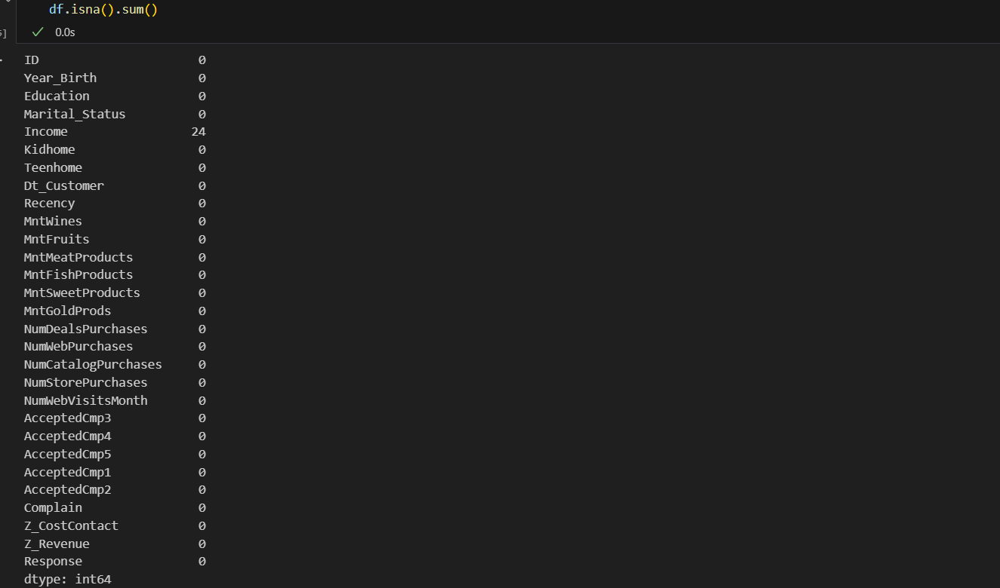 df.isna().sum()
0.0s
ID 0
Year_Birth 0
Education 0
Marital_Status 0
Income 24
Kidhome 0
Teenhome 0
Dt_Customer 0
Recency 0
MntWines 0
MntFruits 0
MntMeatProducts 0
MntFishProducts 0
MntSweetProducts 0
MntGoldProds 0
NumDealsPurchases 0
NumWebPurchases 0
NumCatalogPurchases 0
NumStorePurchases 0
NumWebVisitsMonth 0
AcceptedCmp3 0
AcceptedCmp4 0
AcceptedCmp5 0
AcceptedCmp1 0
AcceptedCmp2 0
Complain 0
Z_CostContact 0
Z_Revenue 0
Response 0
dtype: int64